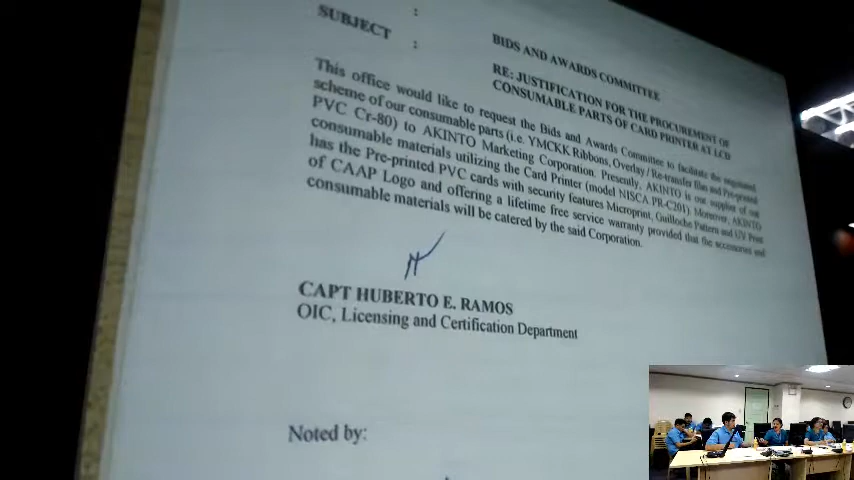 :
SUBJECT :
BIDS AND AWARDS COMMITTEE
RE: JUSTIFICATION FOR THE PROCUREMENT OF
CONSUMABLE PARTS OF CARD PRINTER AT LCD
This office would like to request the Bids and Awards Committee to facilitate the negotiated
scheme of our consumable parts (i.e. YMCKK Ribbons, Overlay / Re-transfer film and Pre-printed
PVC Cr-80) to AKINTO Marketing Corporation. Presently, AKINTO is our supplier of our
consumable materials utilizing the Card Printer (model NISCA PR-C201). Moreover, AKINTO
has the Pre-printed PVC cards with security features Microprint, Guilloche Pattern and UV Print
of CAAP Logo and offering a lifetime free service warranty provided that the accessories and
consumable materials will be catered by the said Corporation.
CAPT HUBERTO E. RAMOS
OIC, Licensing and Certification Department
Noted by: